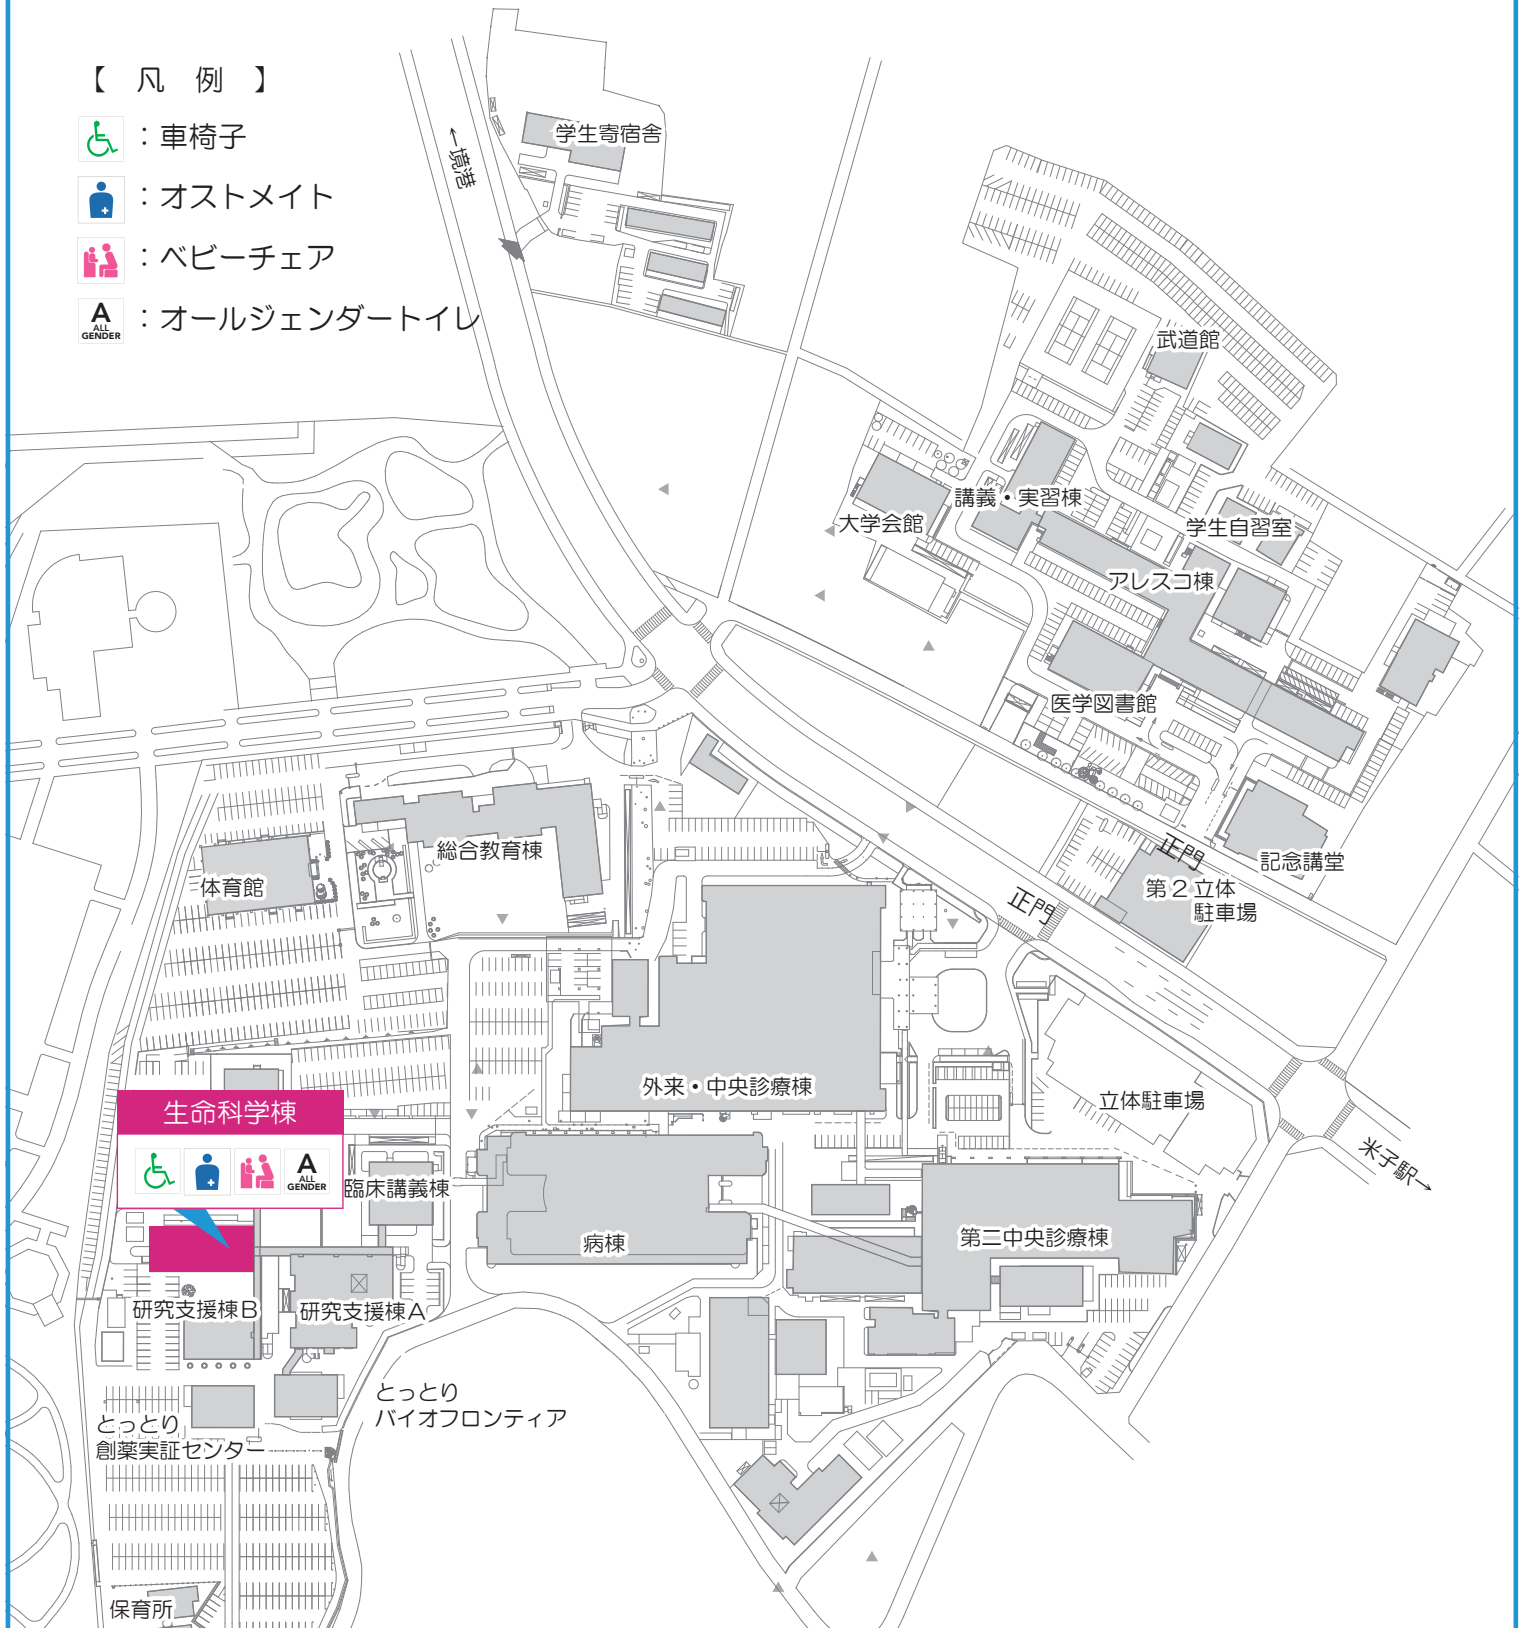 【 凡 例 】
：車椅子
：オストメイト
：ベビーチェア
A
ALL
GENDER
：オールジェンダートイレ
←境港
学生寄宿舎
武道館
講義・実習棟
大学会館
学生自習室
アレスコ棟
医学図書館
正門
記念講堂
第２立体
駐車場
正門
総合教育棟
体育館
外来・中央診療棟
立体駐車場
米子駅→
生命科学棟
A
ALL
GENDER
臨床講義棟
病棟
第二中央診療棟
研究支援棟B
研究支援棟A
とっとり
バイオフロンティア
とっとり
創薬実証センター
保育所